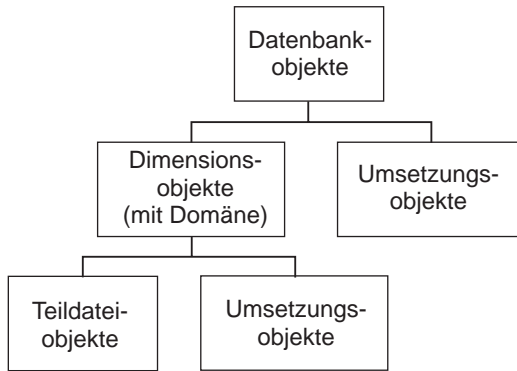 Datenbank-
objekte
Dimensions-
objekte
(mit Domäne)
Umsetzungs-
objekte
Teildatei-
objekte
Umsetzungs-
objekte